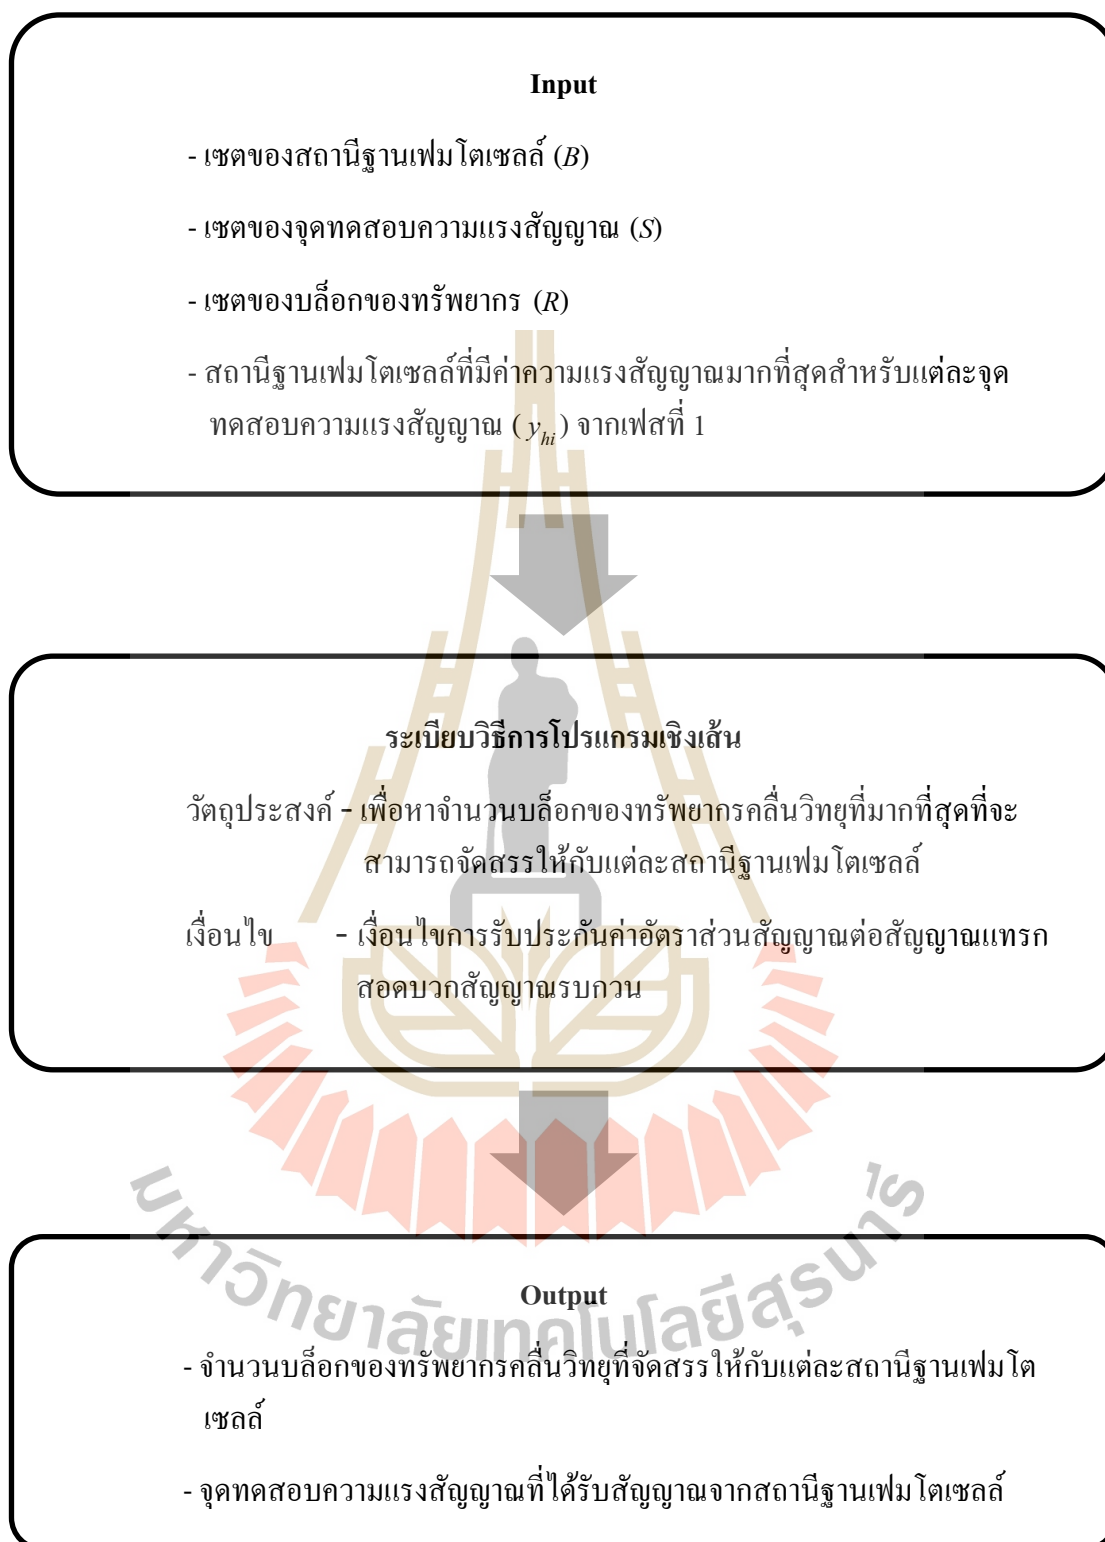 Input
- เซตของสถานีฐานเฟมโตเซลล์ (B)
- เซตของจุดทดสอบความแรงสัญญาณ (S)
- เซตของบล็อกของทรัพยากร (R)
- สถานีฐานเฟมโตเซลล์ที่มีค่าความแรงสัญญาณมากที่สุดสำหรับแต่ละจุด
ทดสอบความแรงสัญญาณ ( y_hi ) จากเฟสที่ 1
ระเบียบวิธีการโปรแกรมเชิงเส้น
วัตถุประสงค์ - เพื่อหาจำนวนบล็อกของทรัพยากรคลื่นวิทยุที่มากที่สุดที่จะ
สามารถจัดสรรให้กับแต่ละสถานีฐานเฟมโตเซลล์
เงื่อนไข - เงื่อนไขการรับประกันค่าอัตราส่วนสัญญาณต่อสัญญาณแทรก
สอดบวกสัญญาณรบกวน
Output
- จำนวนบล็อกของทรัพยากรคลื่นวิทยุที่จัดสรรให้กับแต่ละสถานีฐานเฟมโต
เซลล์
- จุดทดสอบความแรงสัญญาณที่ได้รับสัญญาณจากสถานีฐานเฟมโตเซลล์
มหาวิทยาลัยเทคโนโลยีสุรนารี